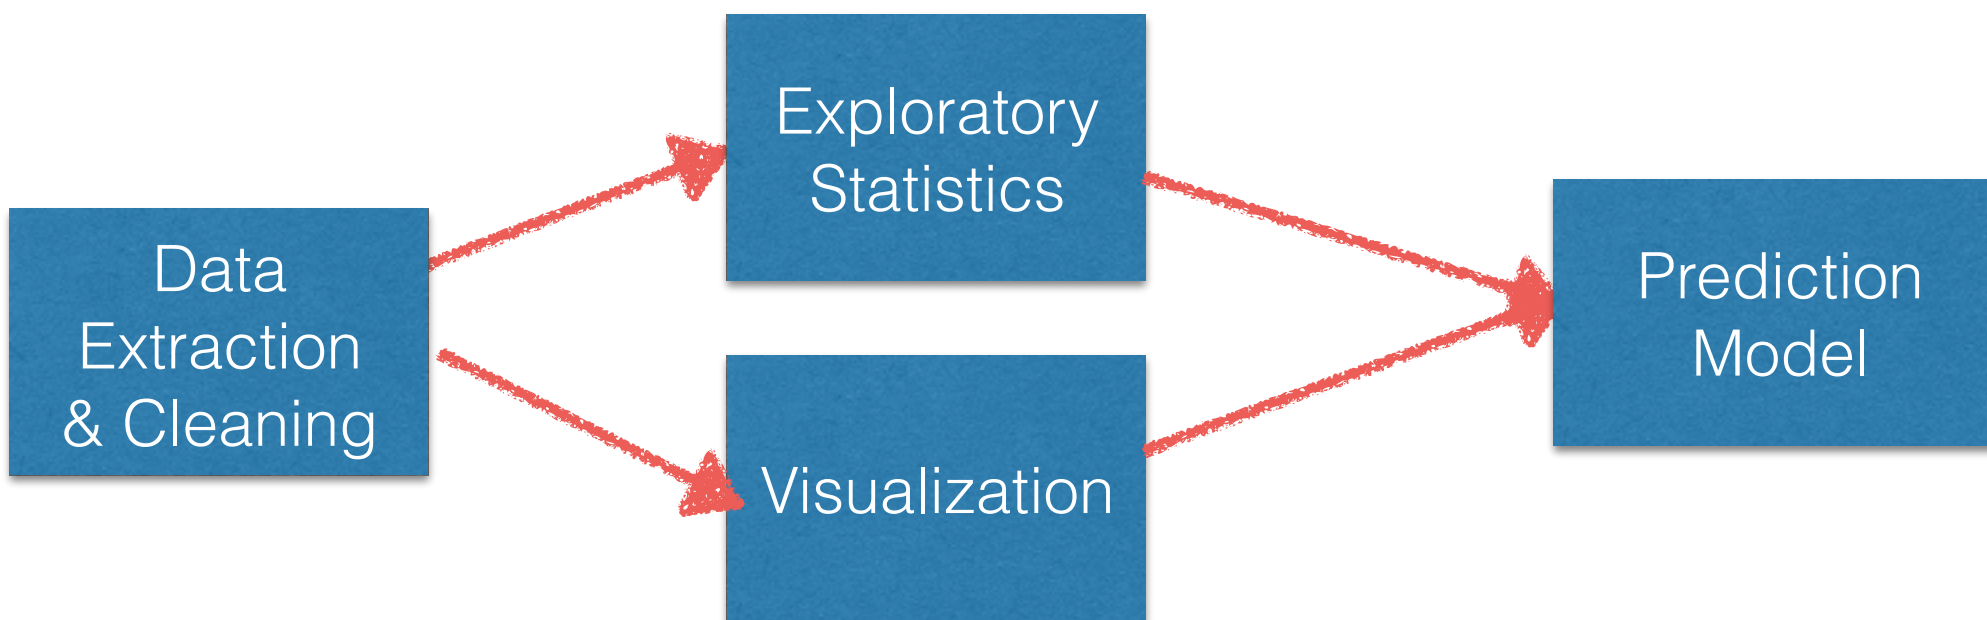 Data
Extraction
& Cleaning
Exploratory
Statistics
Visualization
Prediction
Model